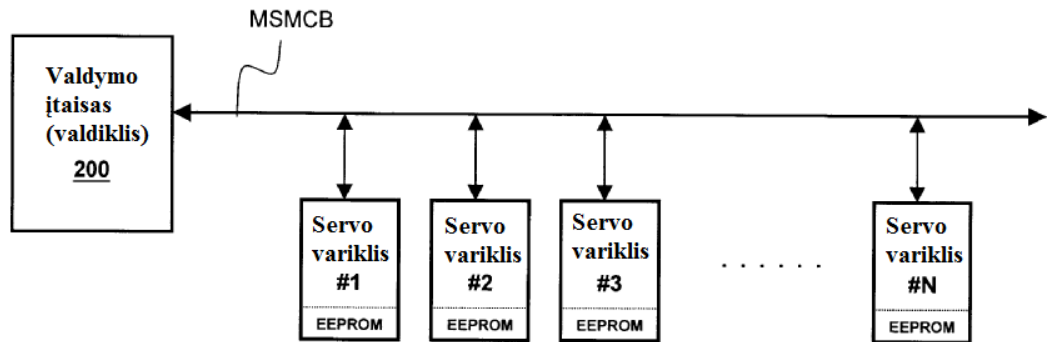 MSMCB
Valdymo
įtaisas
(valdiklis)
200
Servo
variklis
#1
EEPROM
Servo
variklis
#2
EEPROM
Servo
variklis
#3
EEPROM
. . . . . .
Servo
variklis
#N
EEPROM